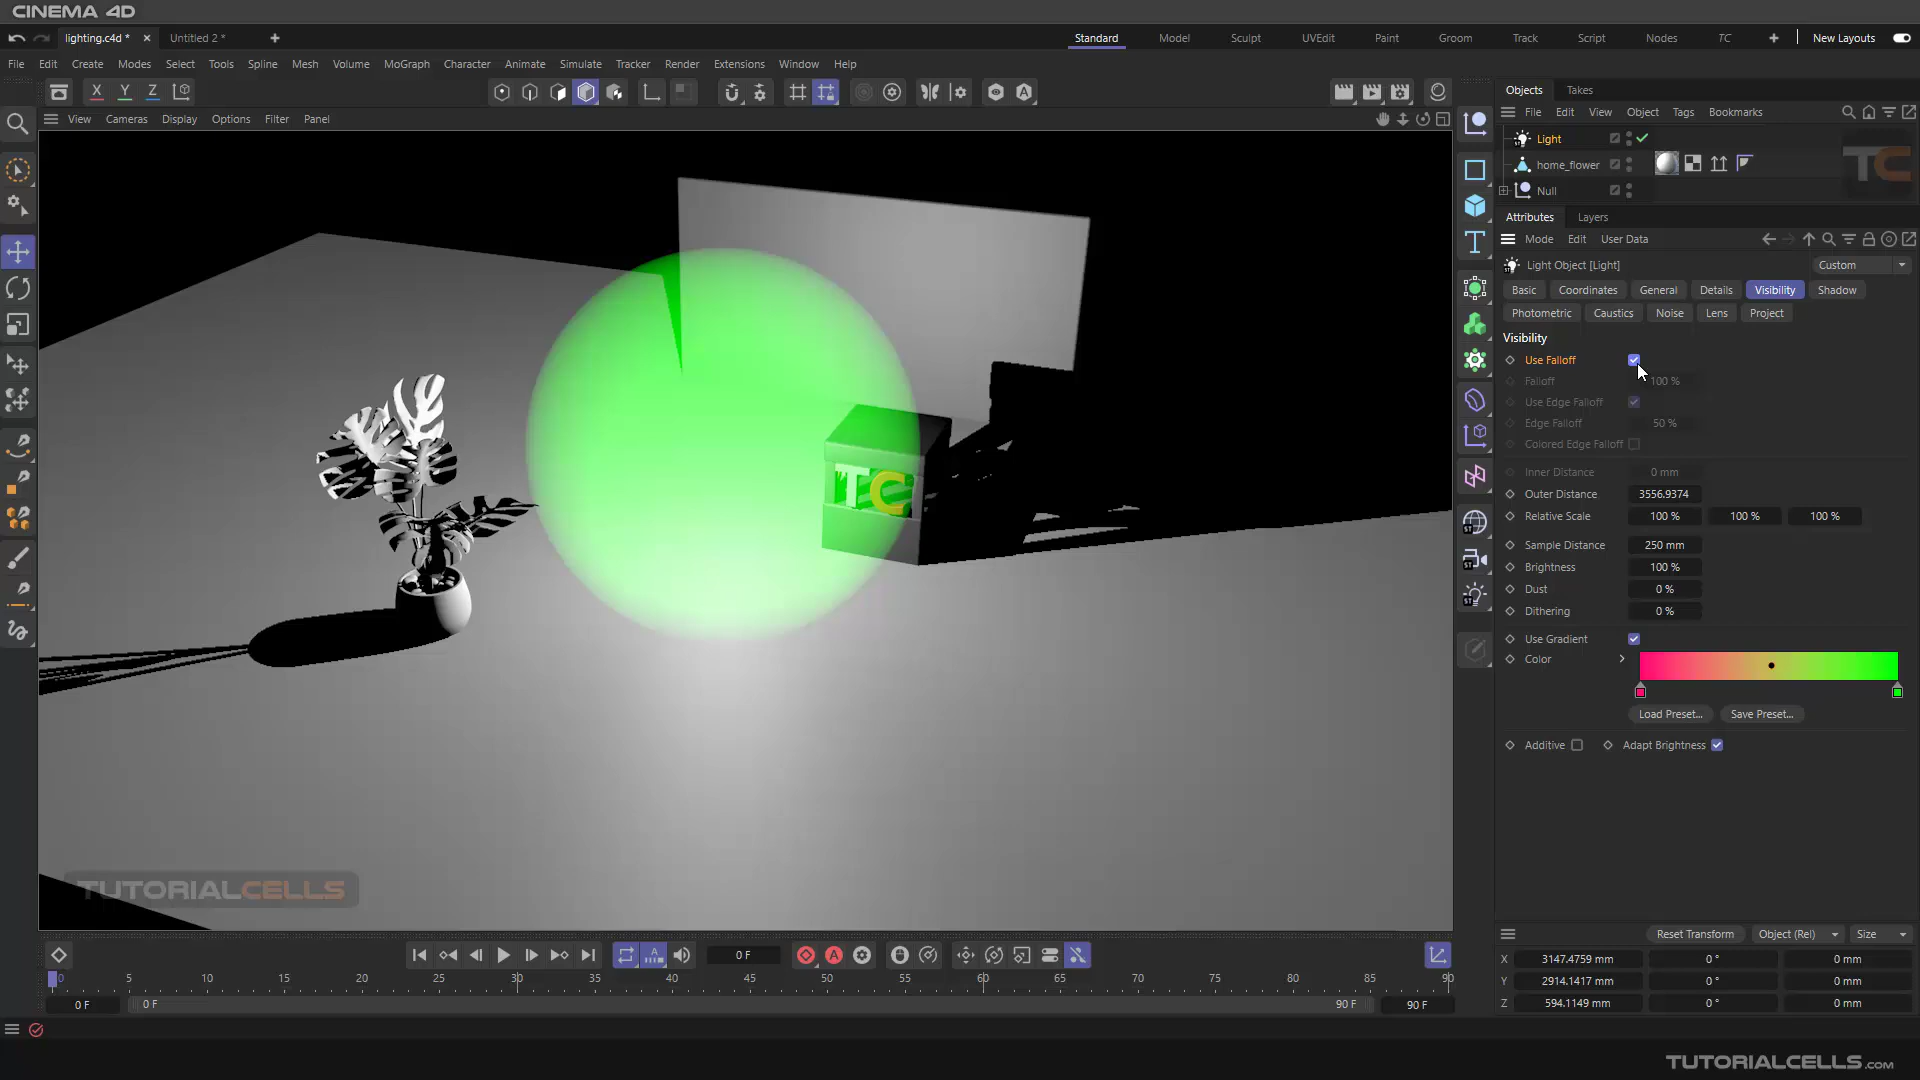 CINEMA 4D
lighting.c4d *
Untitled 2 *
Standard
Model
Sculpt
UVEdit
Paint
Groom
Track
Script
Nodes
TC
New Layouts
File
Edit
Create
Modes
Select
Tools
Spline
Mesh
Volume
MoGraph
Character
Animate
Simulate
Tracker
Render
Extensions
Window
Help
X
Y
Z
Objects
Takes
File
Edit
View
Object
Tags
Bookmarks
View
Cameras
Display
Options
Filter
Panel
Light
home_flower
Null
TC
Attributes
Layers
Mode
Edit
User Data
Light Object [Light]
Custom
Basic
Coordinates
General
Details
Visibility
Shadow
Photometric
Caustics
Noise
Lens
Project
Visibility
Use Falloff
Falloff
100 %
Use Edge Falloff
Edge Falloff
50 %
Colored Edge Falloff
Inner Distance
0 mm
Outer Distance
3556.9374
Relative Scale
100 %
100 %
100 %
Sample Distance
250 mm
Brightness
100 %
Dust
0 %
Dithering
0 %
Use Gradient
Color
Load Preset...
Save Preset...
Additive
Adapt Brightness
TC
TUTORIALCELLS
0 F
0
5
10
15
20
25
30
35
40
45
50
55
60
65
70
75
80
85
90
0 F
0 F
90 F
90 F
Reset Transform
Object (Rel)
Size
X
3147.4759 mm
0 °
0 mm
Y
2914.1417 mm
0 °
0 mm
Z
594.1149 mm
0 °
0 mm
TUTORIALCELLS.com